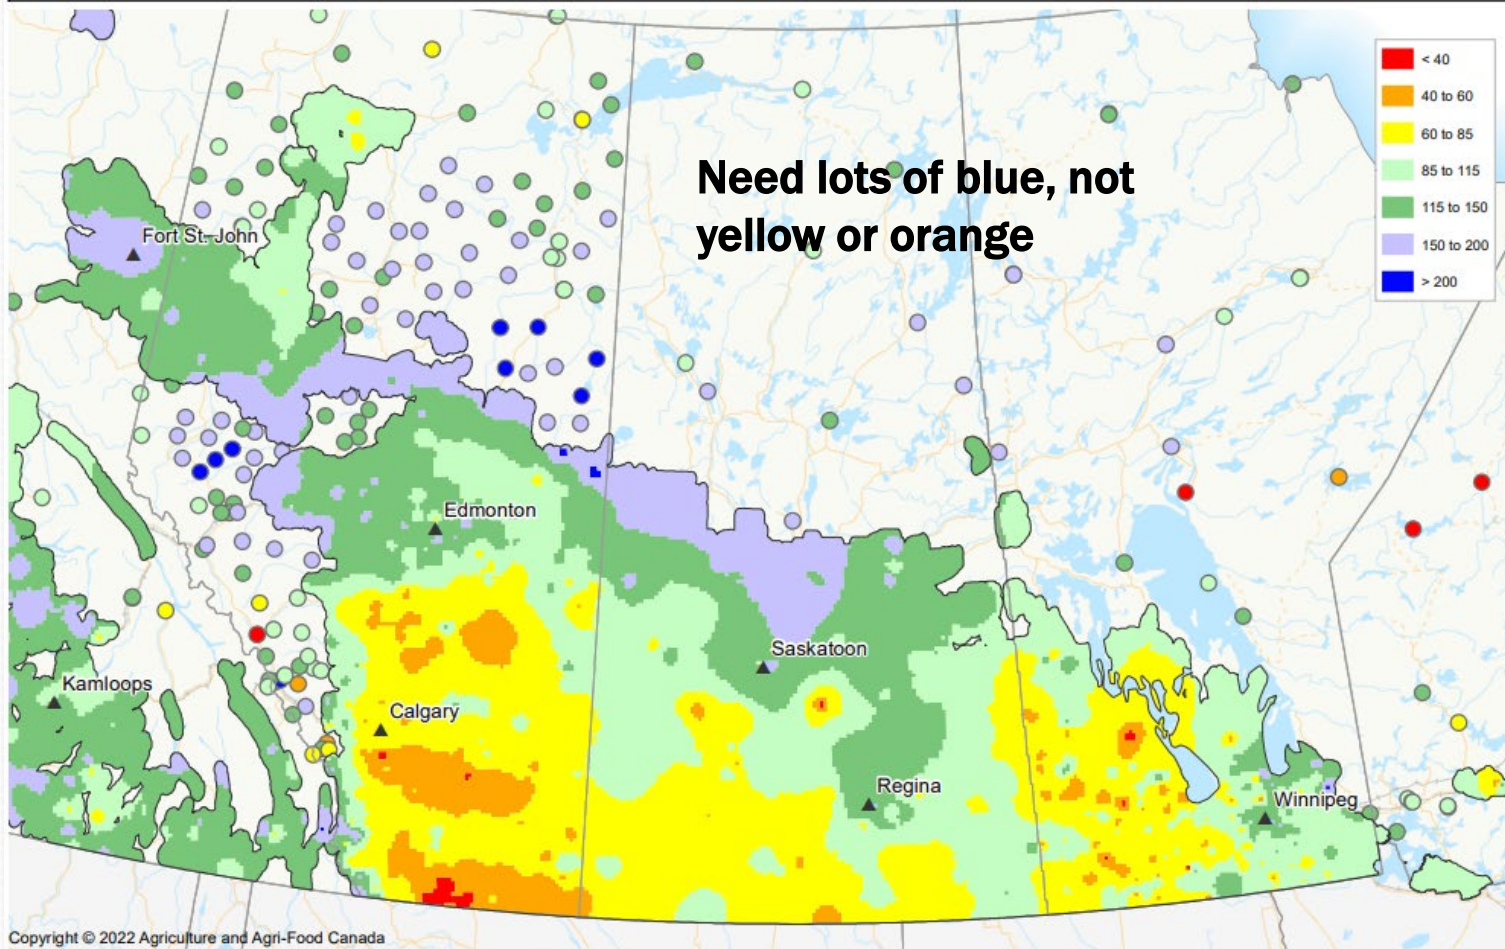 Need lots of blue, not
yellow or orange
< 40
40 to 60
60 to 85
85 to 115
115 to 150
150 to 200
> 200
Fort St. John
Edmonton
Saskatoon
Kamloops
Calgary
Regina
Winnipeg
Copyright © 2022 Agriculture and Agri-Food Canada